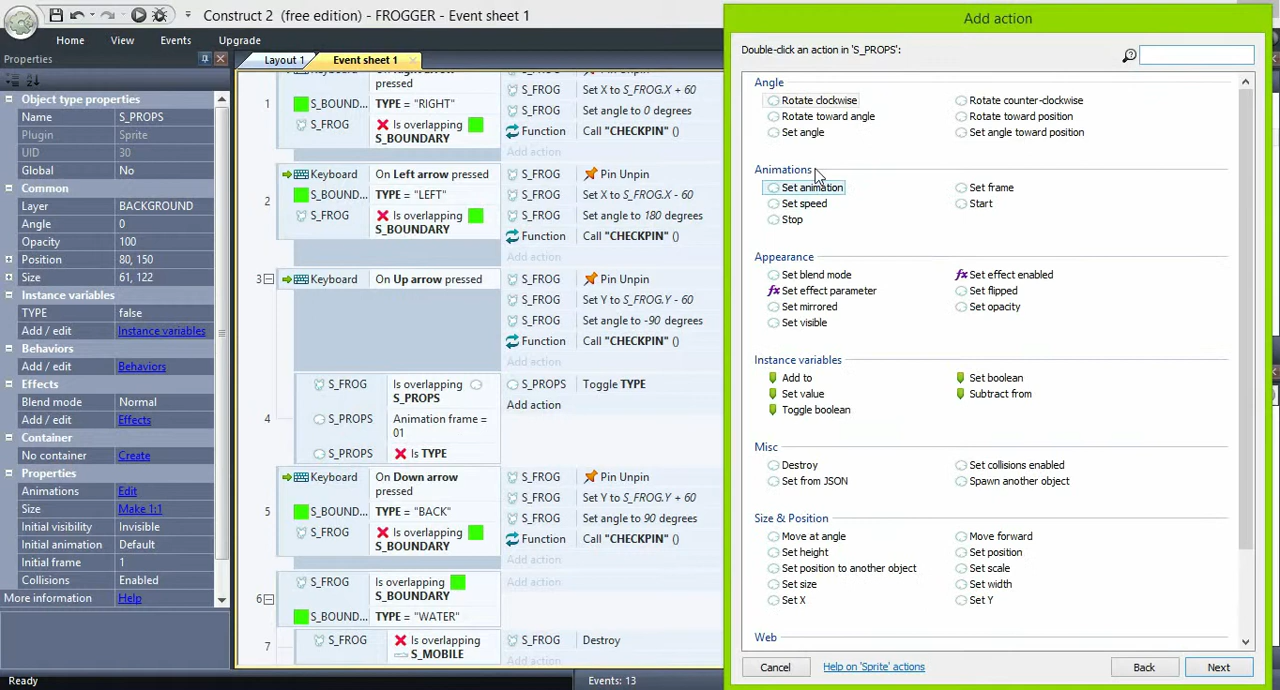 Construct 2 (free edition) - FROGGER - Event sheet 1
Home View Events Upgrade
Properties
Object type properties
Name S_PROPS
Plugin Sprite
UID 30
Global No
Common
Layer BACKGROUND
Angle 0
Opacity 100
Position 80, 150
Size 61, 122
Instance variables
TYPE false
Add / edit Instance variables
Behaviors
Add / edit Behaviors
Effects
Blend mode Normal
Add / edit Effects
Container
No container Create
Properties
Animations Edit
Size Make 1:1
Initial visibility Invisible
Initial animation Default
Initial frame 1
Collisions Enabled
More information Help
Ready
Layout 1 Event sheet 1
pressed
S_BOUND... TYPE = "RIGHT"
S_FROG Is overlapping
S_BOUNDARY
1
S_FROG Pin Unpin
S_FROG Set X to S_FROG.X + 60
S_FROG Set angle to 0 degrees
Function Call "CHECKPIN" ()
Add action
2
Keyboard On Left arrow pressed
S_BOUND... TYPE = "LEFT"
S_FROG Is overlapping
S_BOUNDARY
S_FROG Pin Unpin
S_FROG Set X to S_FROG.X - 60
S_FROG Set angle to 180 degrees
Function Call "CHECKPIN" ()
Add action
3
Keyboard On Up arrow pressed
S_FROG Pin Unpin
S_FROG Set Y to S_FROG.Y - 60
S_FROG Set angle to -90 degrees
Function Call "CHECKPIN" ()
Add action
4
S_FROG Is overlapping
S_PROPS
S_PROPS Animation frame =
01
S_PROPS Is TYPE
S_PROPS Toggle TYPE
Add action
5
Keyboard On Down arrow
pressed
S_BOUND... TYPE = "BACK"
S_FROG Is overlapping
S_BOUNDARY
S_FROG Pin Unpin
S_FROG Set Y to S_FROG.Y + 60
S_FROG Set angle to 90 degrees
Function Call "CHECKPIN" ()
Add action
6
S_FROG Is overlapping
S_BOUNDARY
S_BOUND... TYPE = "WATER"
Add action
7
S_FROG Is overlapping
S_MOBILE
S_FROG Destroy
Add action
Events: 13
Add action
Double-click an action in 'S_PROPS':
Angle
Rotate clockwise Rotate counter-clockwise
Rotate toward angle Rotate toward position
Set angle Set angle toward position
Animations
Set animation Set frame
Set speed Start
Stop
Appearance
Set blend mode Set effect enabled
Set effect parameter Set flipped
Set mirrored Set opacity
Set visible
Instance variables
Add to Set boolean
Set value Subtract from
Toggle boolean
Misc
Destroy Set collisions enabled
Set from JSON Spawn another object
Size & Position
Move at angle Move forward
Set height Set position
Set position to another object Set scale
Set size Set width
Set X Set Y
Web
Cancel Help on 'Sprite' actions Back Next